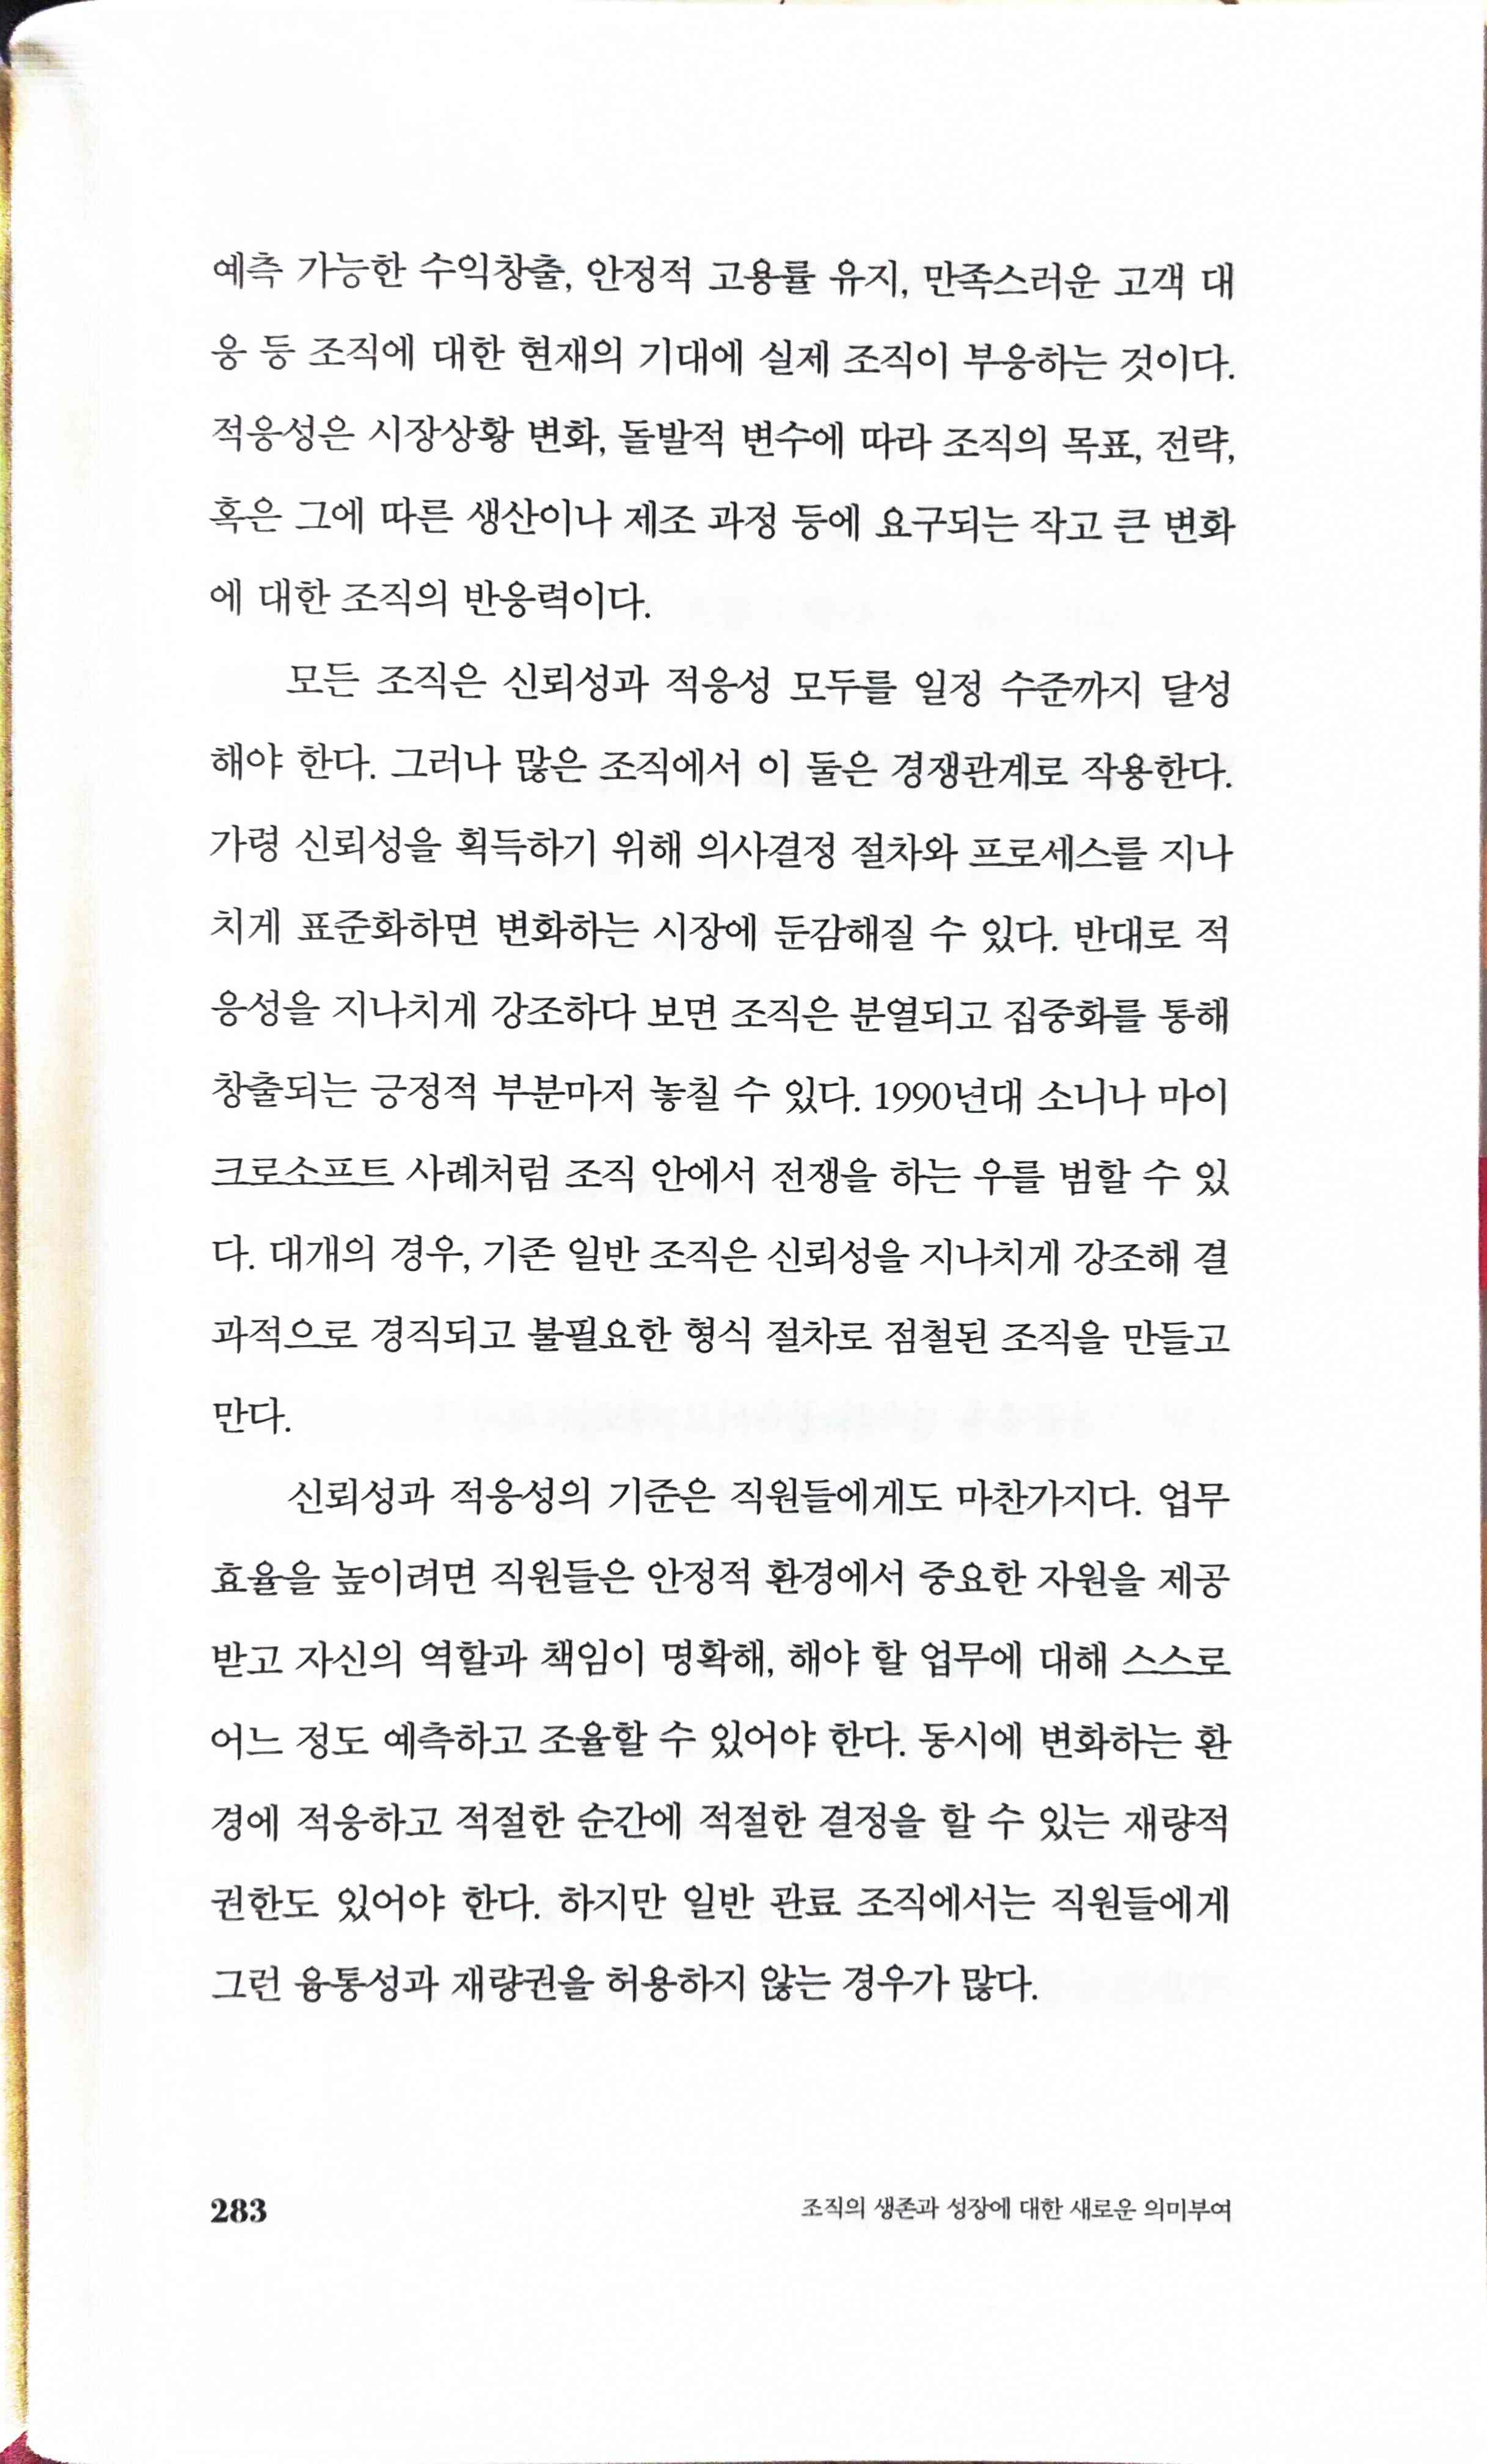 예측 가능한 수익창출, 안정적 고용률 유지, 만족스러운 고객 대
응 등 조직에 대한 현재의 기대에 실제 조직이 부응하는 것이다.
적응성은 시장상황 변화, 돌발적 변수에 따라 조직의 목표, 전략,
혹은 그에 따른 생산이나 제조 과정 등에 요구되는 작고 큰 변화
에 대한 조직의 반응력이다.
모든 조직은 신뢰성과 적응성 모두를 일정 수준까지 달성
해야 한다. 그러나 많은 조직에서 이 둘은 경쟁관계로 작용한다.
가령 신뢰성을 획득하기 위해 의사결정 절차와 프로세스를 지나
치게 표준화하면 변화하는 시장에 둔감해질 수 있다. 반대로 적
응성을 지나치게 강조하다 보면 조직은 분열되고 집중화를 통해
창출되는 긍정적 부분마저 놓칠 수 있다. 1990년대 소니나 마이
크로소프트 사례처럼 조직 안에서 전쟁을 하는 우를 범할 수 있
다. 대개의 경우, 기존 일반 조직은 신뢰성을 지나치게 강조해 결
과적으로 경직되고 불필요한 형식 절차로 점철된 조직을 만들고
만다.
신뢰성과 적응성의 기준은 직원들에게도 마찬가지다. 업무
효율을 높이려면 직원들은 안정적 환경에서 중요한 자원을 제공
받고 자신의 역할과 책임이 명확해, 해야 할 업무에 대해 스스로
어느 정도 예측하고 조율할 수 있어야 한다. 동시에 변화하는 환
경에 적응하고 적절한 순간에 적절한 결정을 할 수 있는 재량적
권한도 있어야 한다. 하지만 일반 관료 조직에서는 직원들에게
그런 융통성과 재량권을 허용하지 않는 경우가 많다.
283 조직의 생존과 성장에 대한 새로운 의미부여